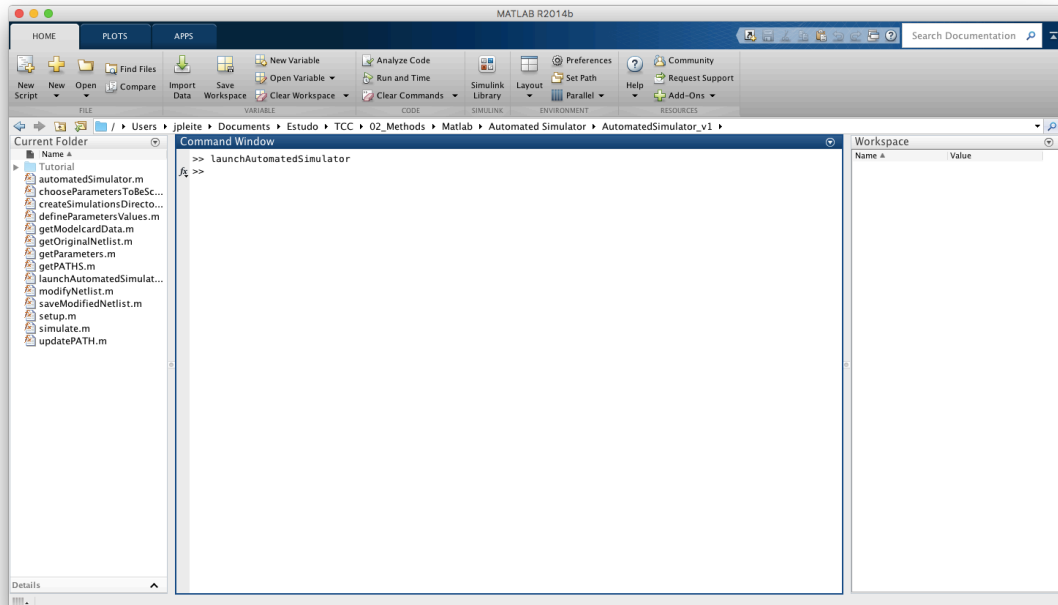 MATLAB R2014b
HOME PLOTS APPS
Search Documentation
New Script
New
Open
Find Files
Compare
Import Data
Save Workspace
New Variable
Open Variable
Clear Workspace
Analyze Code
Run and Time
Clear Commands
Simulink Library
Layout
Preferences
Set Path
Parallel
Help
Community
Request Support
Add-Ons
FILE VARIABLE CODE SIMULINK ENVIRONMENT RESOURCES
/ Users jpleite Documents Estudo TCC 02_Methods Matlab Automated Simulator AutomatedSimulator_v1
Current Folder
Name
Tutorial
automatedSimulator.m
chooseParametersToBeSc...
createSimulationsDirecto...
defineParametersValues.m
getModelcardData.m
getOriginalNetlist.m
getParameters.m
getPATHS.m
launchAutomatedSimulat...
modifyNetlist.m
saveModifiedNetlist.m
setup.m
simulate.m
updatePATH.m
Details
Command Window
>> launchAutomatedSimulator
fx >>
Workspace
Name Value